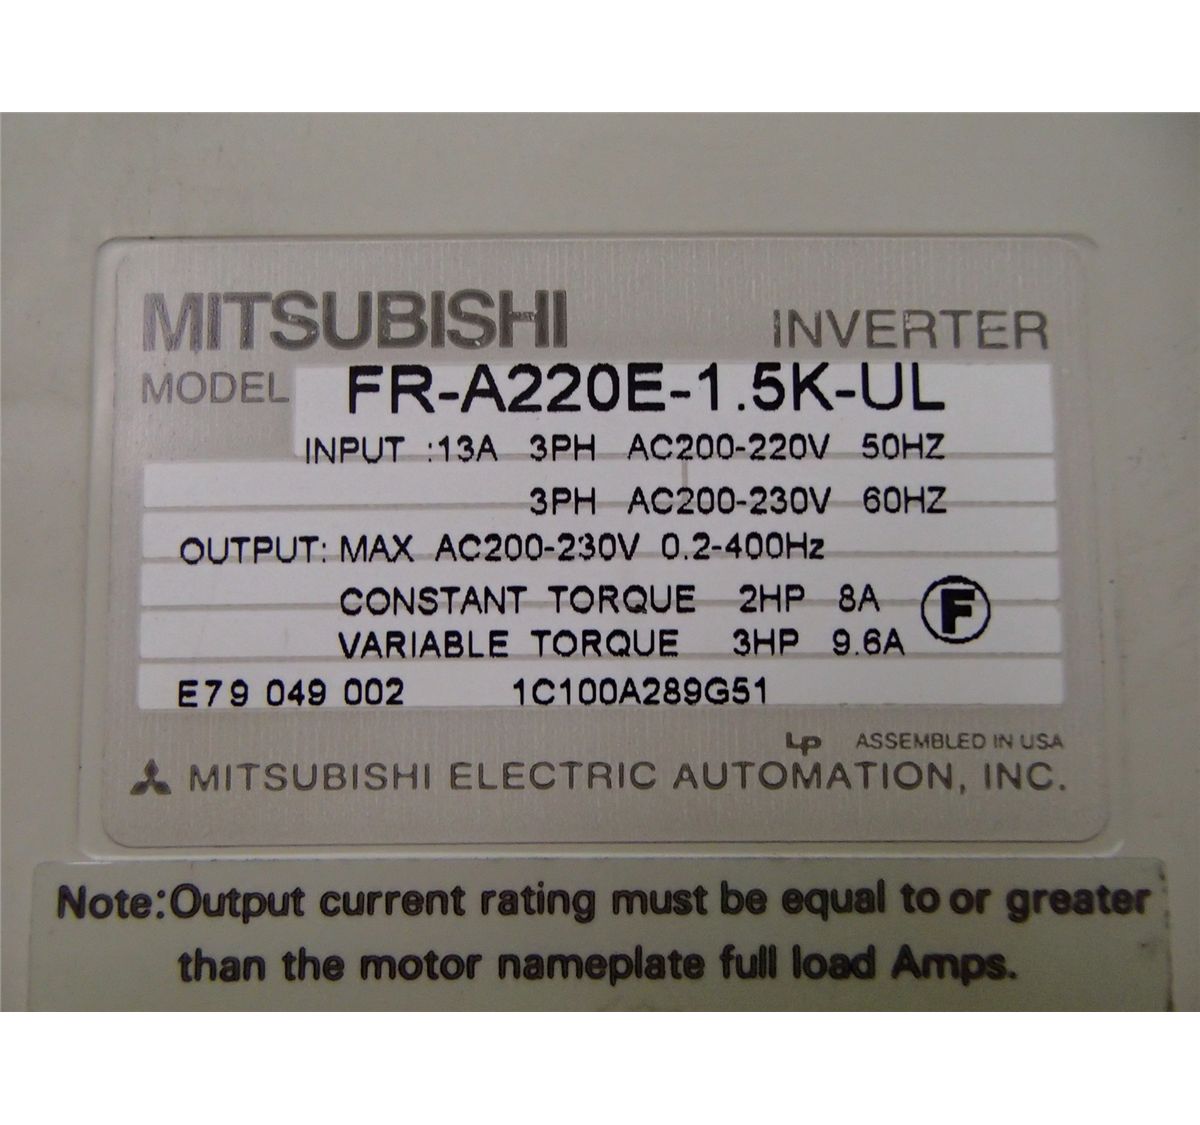 MITSUBISHI INVERTER
MODEL FR-A220E-1.5K-UL
INPUT :13A 3PH AC200-220V 50HZ
3PH AC200-230V 60HZ
OUTPUT: MAX AC200-230V 0.2-400Hz
CONSTANT TORQUE 2HP 8A
F
VARIABLE TORQUE 3HP 9.6A
E79 049 002 1C100A289G51
LP ASSEMBLED IN USA
MITSUBISHI ELECTRIC AUTOMATION, INC.
Note:Output current rating must be equal to or greater
than the motor nameplate full load Amps.